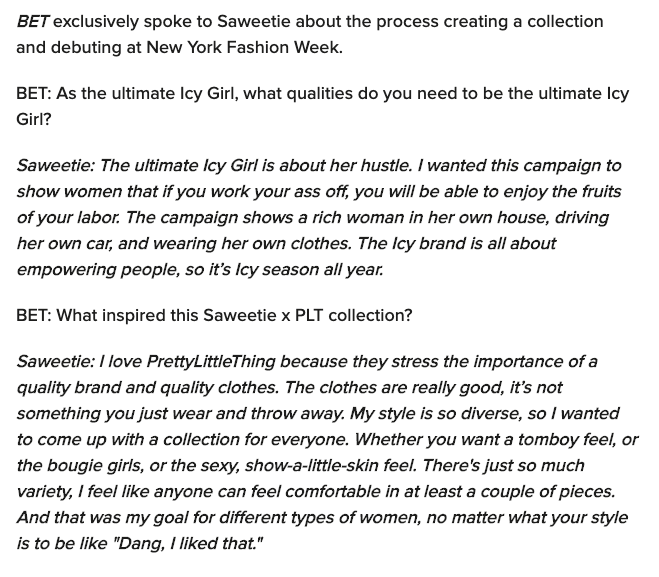 BET exclusively spoke to Saweetie about the process creating a collection
and debuting at New York Fashion Week.
BET: As the ultimate Icy Girl, what qualities do you need to be the ultimate Icy
Girl?
Saweetie: The ultimate Icy Girl is about her hustle. I wanted this campaign to
show women that if you work your ass off, you will be able to enjoy the fruits
of your labor. The campaign shows a rich woman in her own house, driving
her own car, and wearing her own clothes. The Icy brand is all about
empowering people, so it’s Icy season all year.
BET: What inspired this Saweetie x PLT collection?
Saweetie: I love PrettyLittleThing because they stress the importance of a
quality brand and quality clothes. The clothes are really good, it’s not
something you just wear and throw away. My style is so diverse, so I wanted
to come up with a collection for everyone. Whether you want a tomboy feel, or
the bougie girls, or the sexy, show-a-little-skin feel. There's just so much
variety, I feel like anyone can feel comfortable in at least a couple of pieces.
And that was my goal for different types of women, no matter what your style
is to be like "Dang, I liked that."